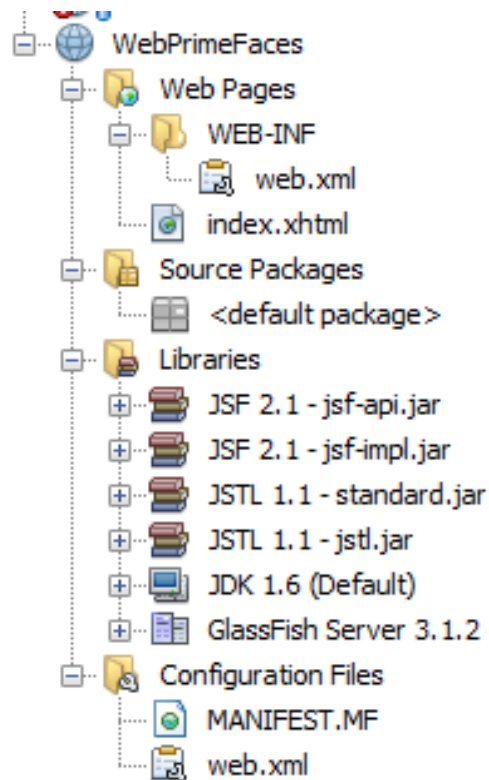 WebPrimeFaces
Web Pages
WEB-INF
web.xml
index.xhtml
Source Packages
<default package>
Libraries
JSF 2.1 - jsf-api.jar
JSF 2.1 - jsf-impl.jar
JSTL 1.1 - standard.jar
JSTL 1.1 - jstl.jar
JDK 1.6 (Default)
GlassFish Server 3.1.2
Configuration Files
MANIFEST.MF
web.xml